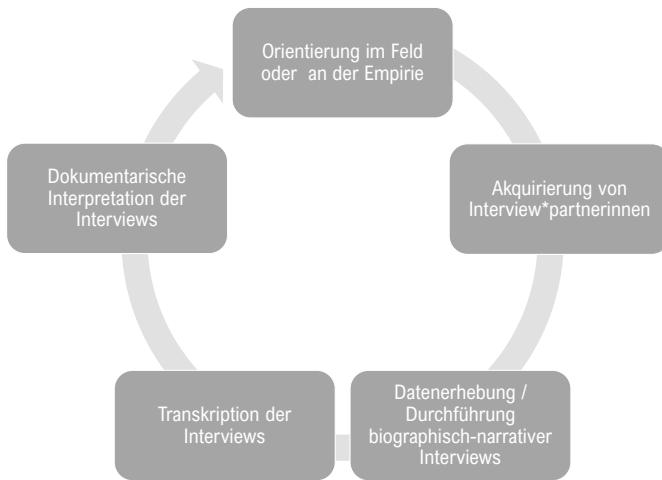 Orientierung im Feld
oder an der Empirie
Akquirierung von
Interview*partnerinnen
Datenerhebung /
Durchführung
biographisch-narrativer
Interviews
Transkription der
Interviews
Dokumentarische
Interpretation der
Interviews